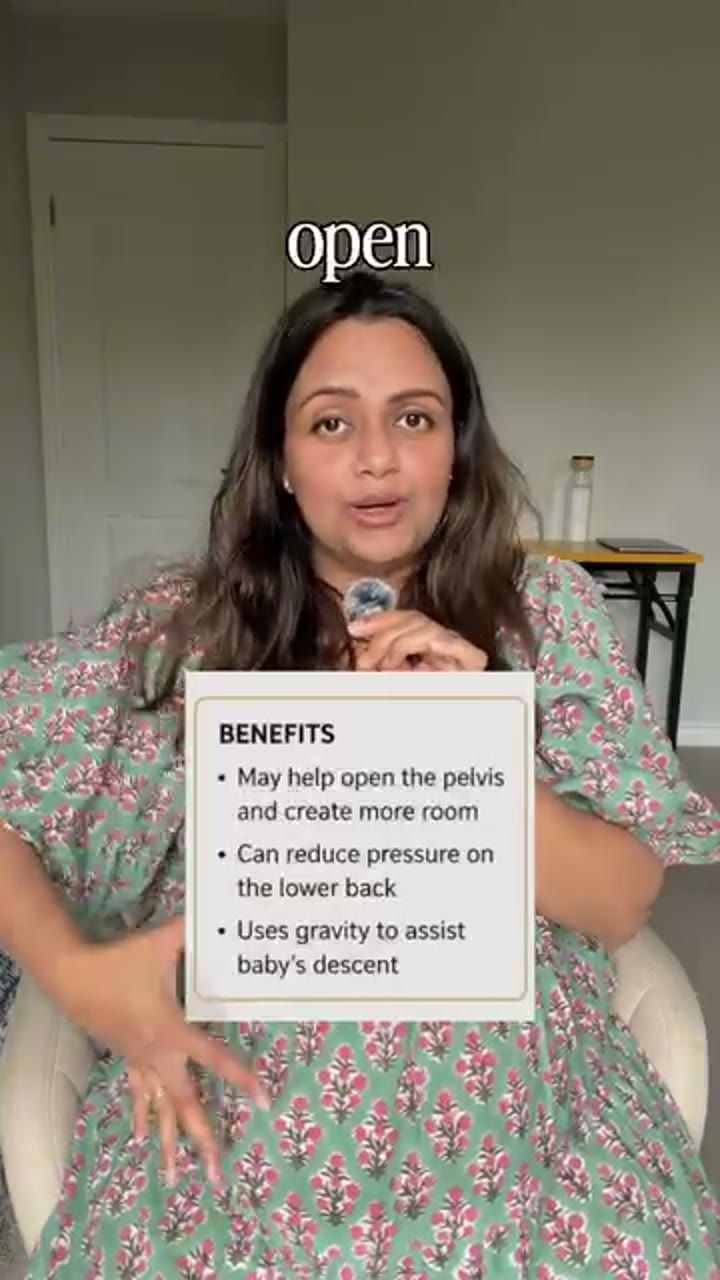 open
BENEFITS
• May help open the pelvis
and create more room
• Can reduce pressure on
the lower back
• Uses gravity to assist
baby's descent